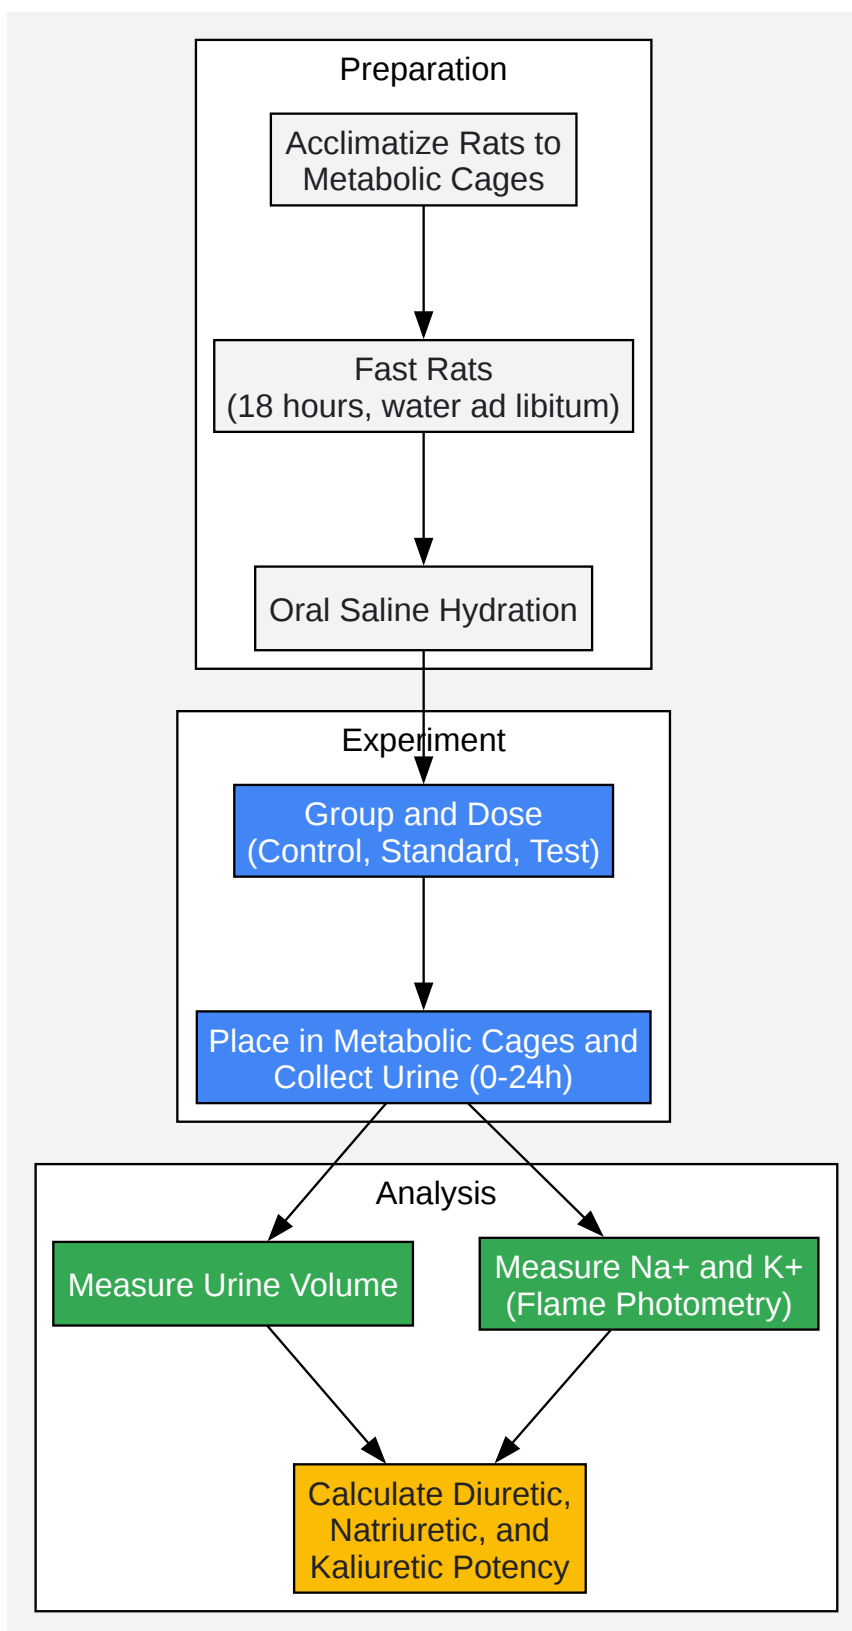 Preparation
Acclimatize Rats to
Metabolic Cages
Fast Rats
(18 hours, water ad libitum)
Oral Saline Hydration
Experiment
Group and Dose
(Control, Standard, Test)
Place in Metabolic Cages and
Collect Urine (0-24h)
Analysis
Measure Urine Volume
Measure Na+ and K+
(Flame Photometry)
Calculate Diuretic,
Natriuretic, and
Kaliuretic Potency